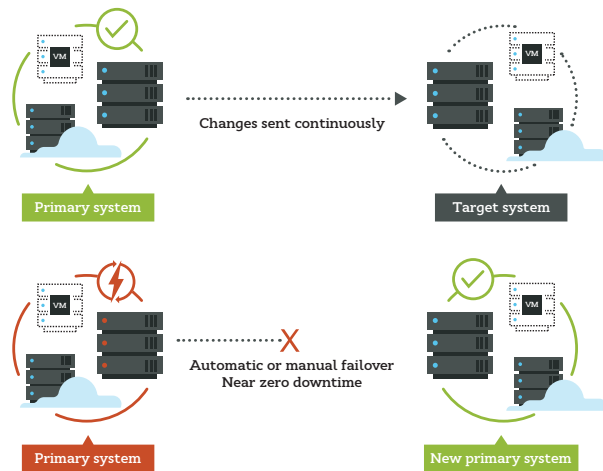 VM
VM
Changes sent continuously
Primary system
Target system
VM
VM
Automatic or manual failover
Near zero downtime
Primary system
New primary system